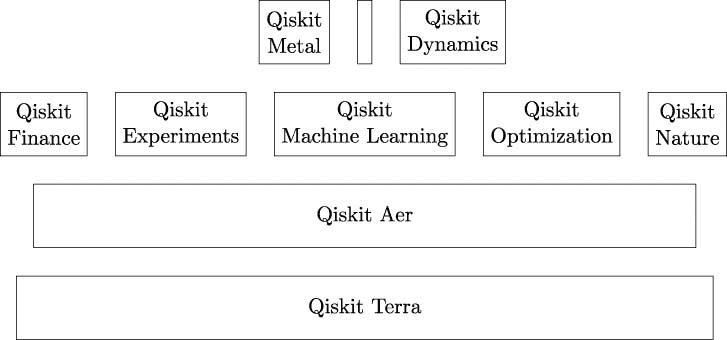 Qiskit
Metal
Qiskit
Dynamics
Qiskit
Finance
Qiskit
Experiments
Qiskit
Machine Learning
Qiskit
Optimization
Qiskit
Nature
Qiskit Aer
Qiskit Terra